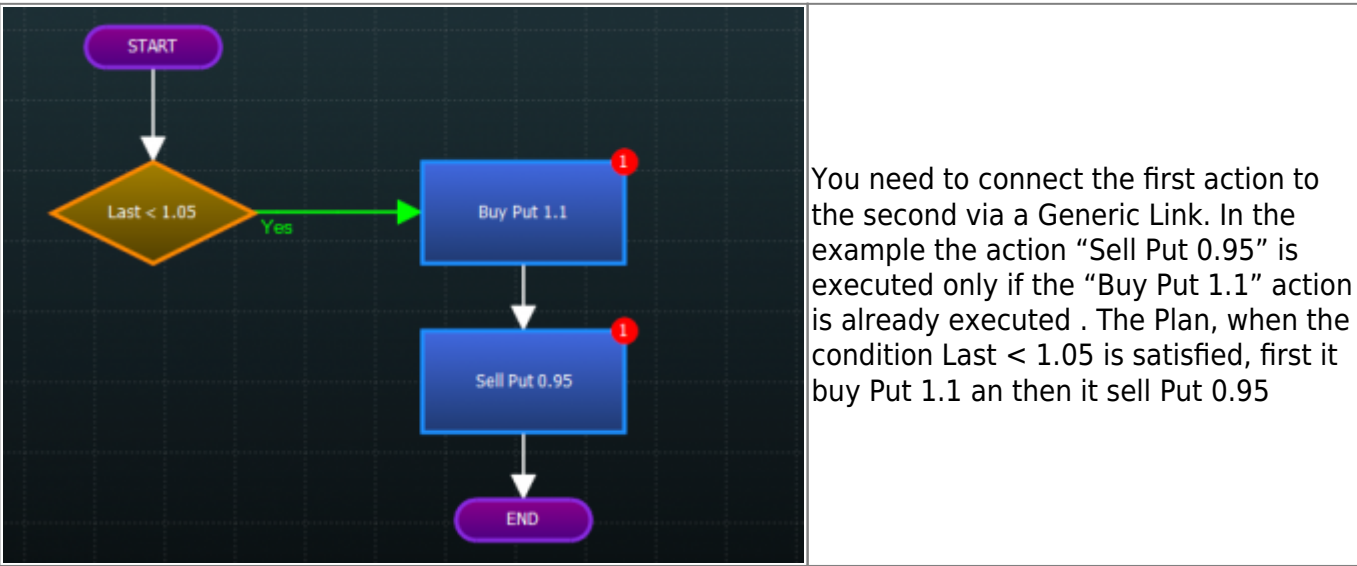 START
Last < 1.05
Yes
Buy Put 1.1
1
Sell Put 0.95
1
END
You need to connect the first action to
the second via a Generic Link. In the
example the action “Sell Put 0.95” is
executed only if the “Buy Put 1.1” action
is already executed . The Plan, when the
condition Last < 1.05 is satisfied, first it
buy Put 1.1 an then it sell Put 0.95